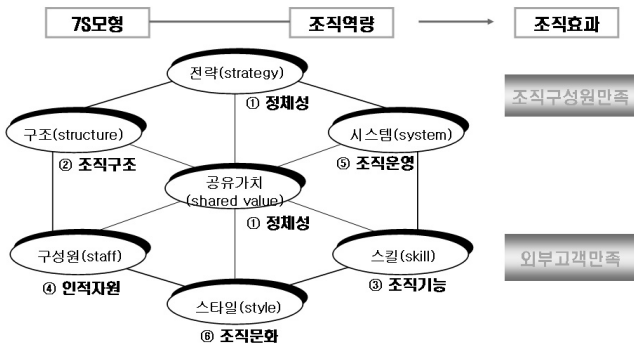 7S모형
조직역량
조직효과
전략(strategy)
① 정체성
조직구성원만족
구조(structure)
시스템(system)
② 조직구조
⑤ 조직운영
공유가치
(shared value)
① 정체성
구성원(staff)
스킬(skill)
외부고객만족
④ 인적자원
③ 조직기능
스타일(style)
⑥ 조직문화